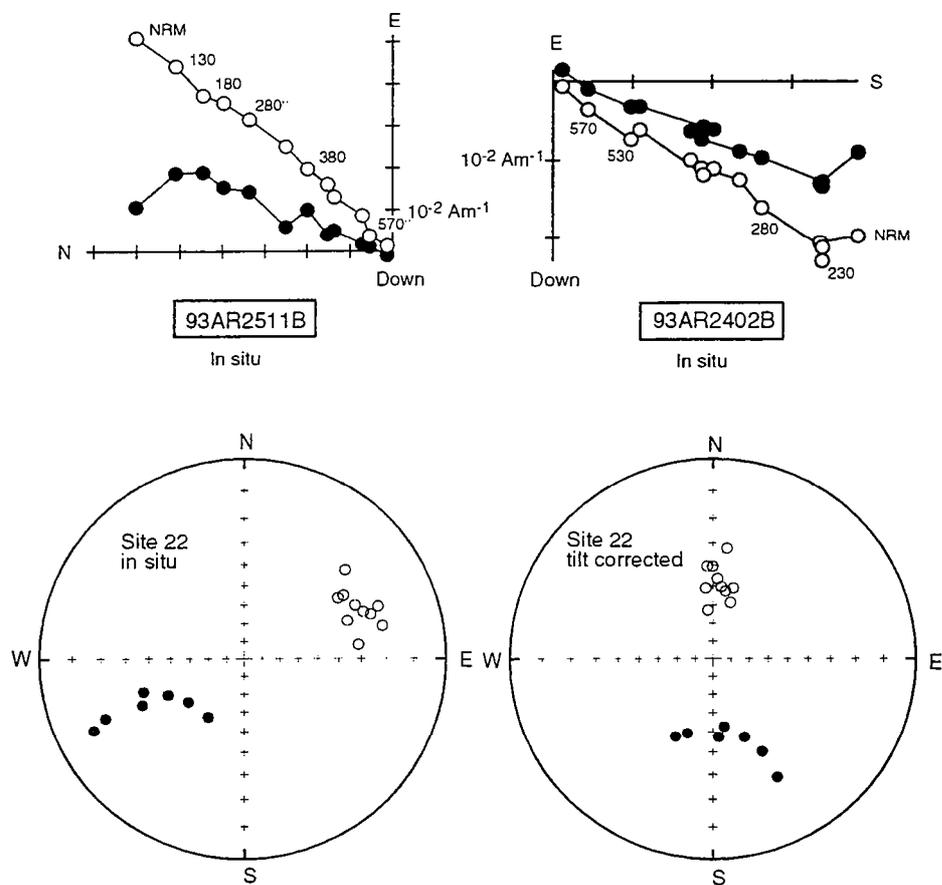 E
NRM
130
180
280''
380
10-2 Am-1
570''
N
Down
93AR2511B
In situ
E
S
570
530
10-2 Am-1
280
NRM
230
Down
93AR2402B
In situ
N
Site 22
in situ
W
E
S
N
Site 22
tilt corrected
W
E
S